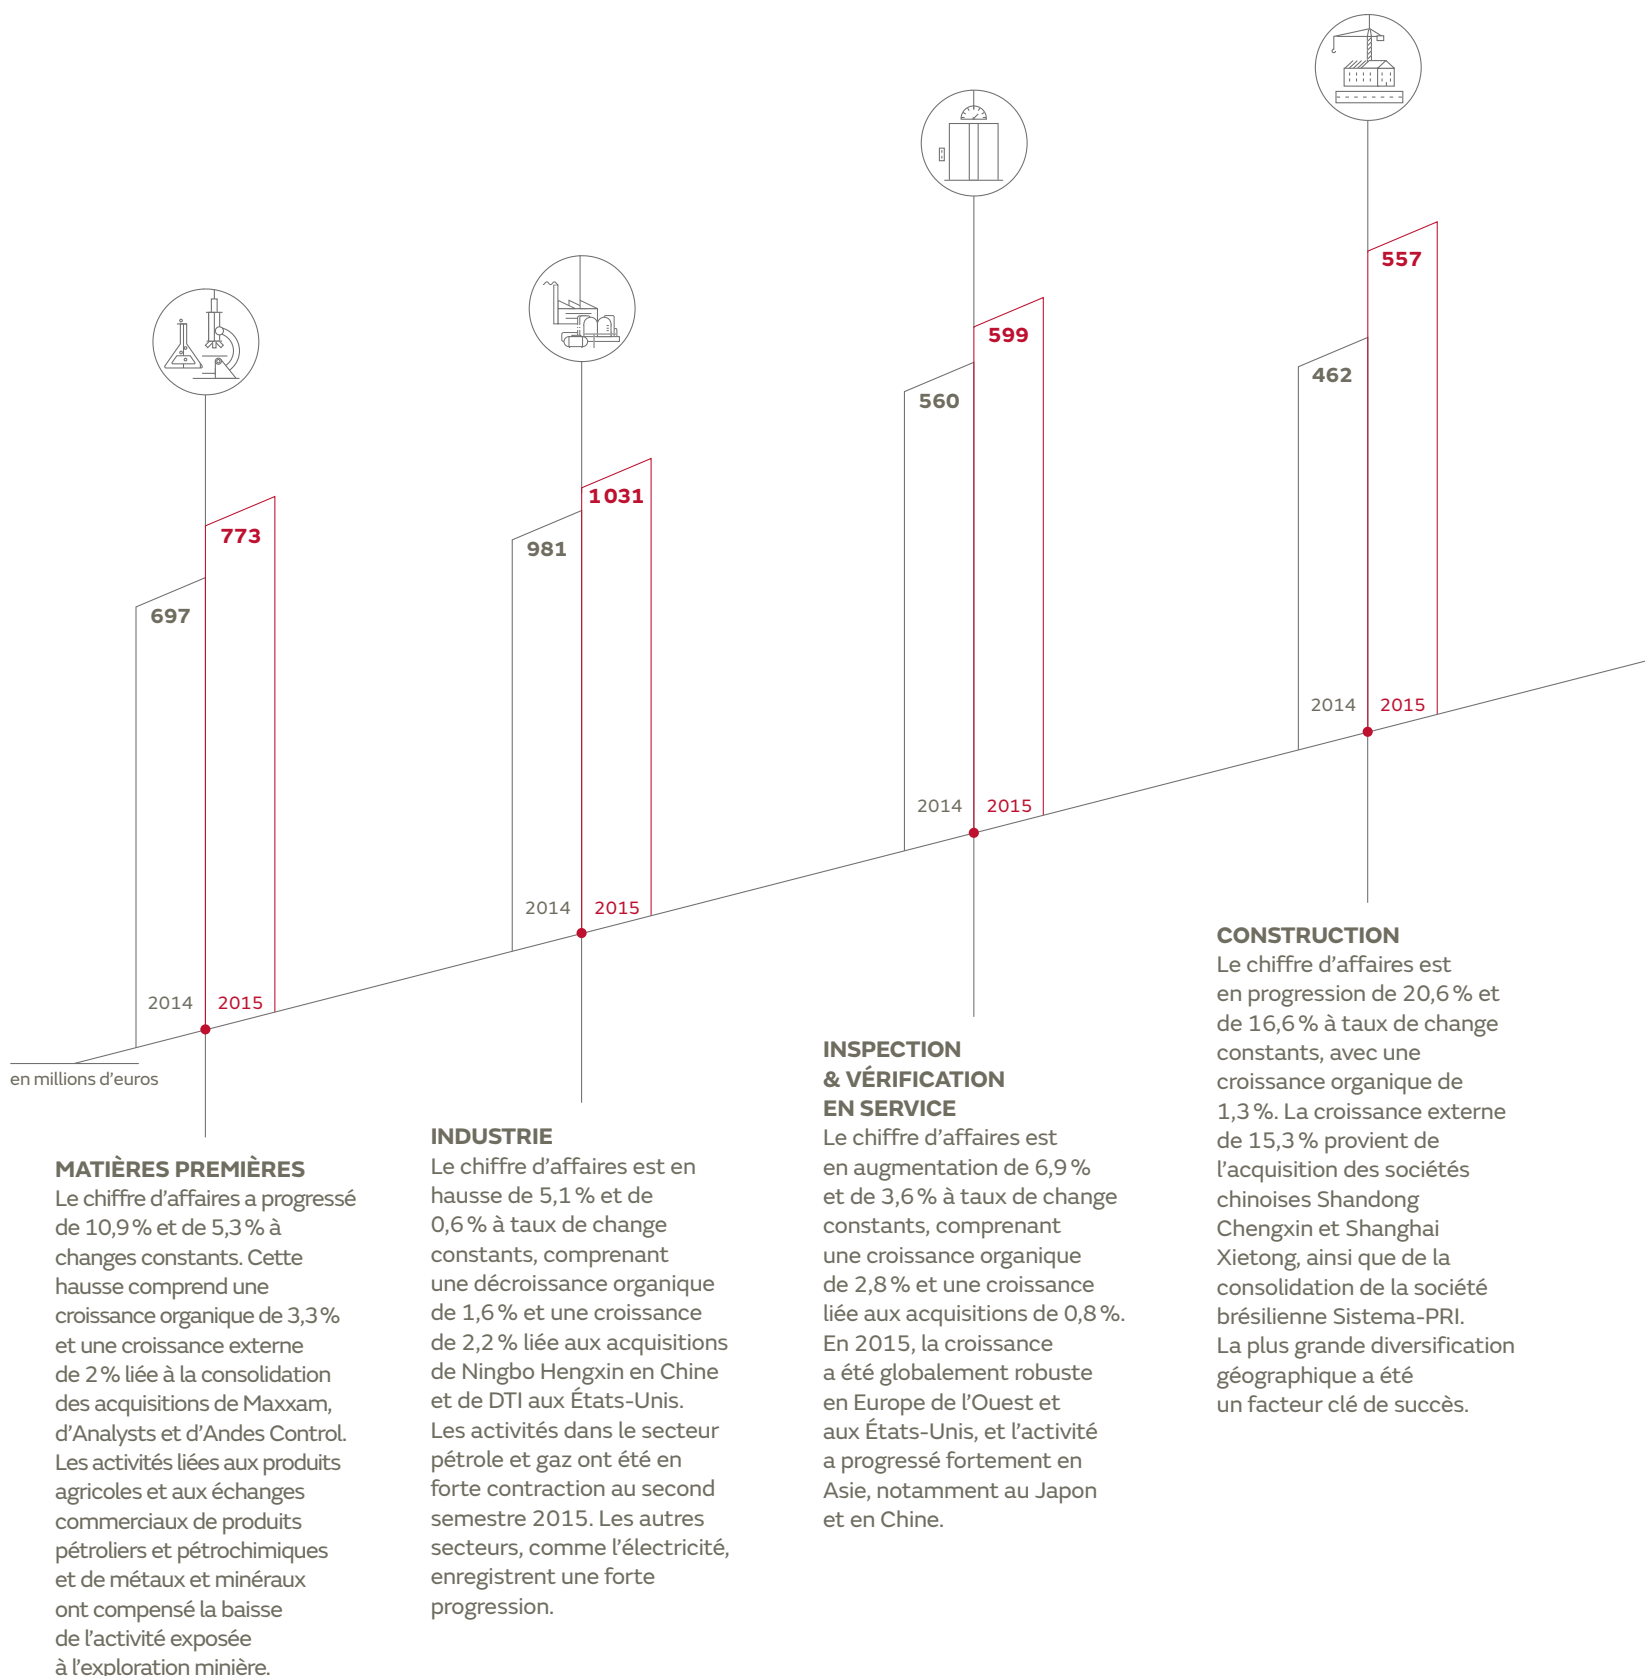 557
599
462
560
1 031
981
773
697
2014 2015
2014 2015
2014 2015
2014 2015
en millions d'euros
MATIÈRES PREMIÈRES
Le chiffre d'affaires a progressé
de 10,9 % et de 5,3 % à
changes constants. Cette
hausse comprend une
croissance organique de 3,3 %
et une croissance externe
de 2 % liée à la consolidation
des acquisitions de Maxxam,
d'Analysts et d'Andes Control.
Les activités liées aux produits
agricoles et aux échanges
commerciaux de produits
pétroliers et pétrochimiques
et de métaux et minéraux
ont compensé la baisse
de l'activité exposée
à l'exploration minière.
INDUSTRIE
Le chiffre d'affaires est en
hausse de 5,1 % et de
0,6 % à taux de change
constants, comprenant
une décroissance organique
de 1,6 % et une croissance
de 2,2 % liée aux acquisitions
de Ningbo Hengxin en Chine
et de DTI aux États-Unis.
Les activités dans le secteur
pétrole et gaz ont été en
forte contraction au second
semestre 2015. Les autres
secteurs, comme l'électricité,
enregistrent une forte
progression.
INSPECTION
& VÉRIFICATION
EN SERVICE
Le chiffre d'affaires est
en augmentation de 6,9 %
et de 3,6 % à taux de change
constants, comprenant
une croissance organique
de 2,8 % et une croissance
liée aux acquisitions de 0,8 %.
En 2015, la croissance
a été globalement robuste
en Europe de l'Ouest et
aux États-Unis, et l'activité
a progressé fortement en
Asie, notamment au Japon
et en Chine.
CONSTRUCTION
Le chiffre d'affaires est
en progression de 20,6 % et
de 16,6 % à taux de change
constants, avec une
croissance organique de
1,3 %. La croissance externe
de 15,3 % provient de
l'acquisition des sociétés
chinoises Shandong
Chengxin et Shanghai
Xietong, ainsi que de la
consolidation de la société
brésilienne Sistema-PRI.
La plus grande diversification
géographique a été
un facteur clé de succès.